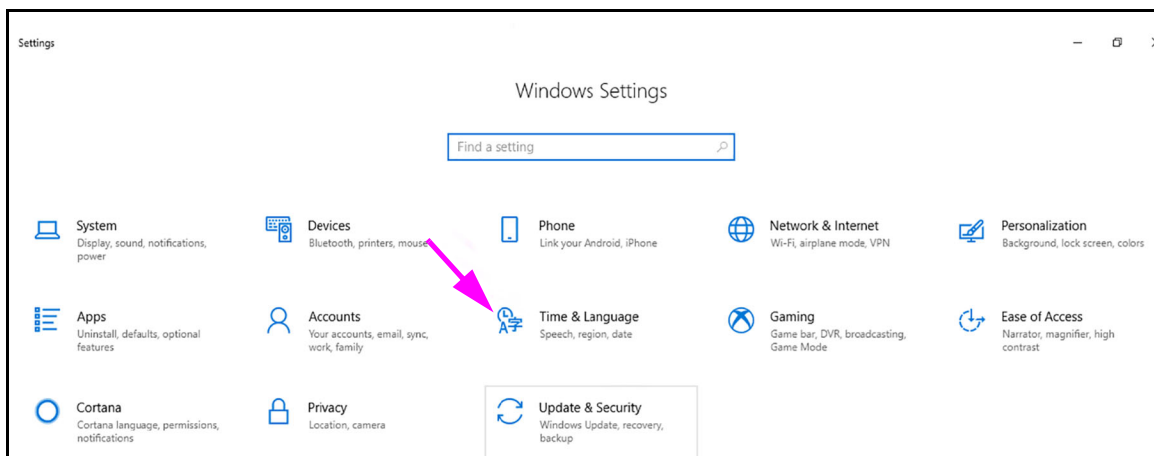 Settings
Windows Settings
Find a setting
System
Display, sound, notifications,
power
Devices
Bluetooth, printers, mouse
Phone
Link your Android, iPhone
Network & Internet
Wi-Fi, airplane mode, VPN
Personalization
Background, lock screen, colors
Apps
Uninstall, defaults, optional
features
Accounts
Your accounts, email, sync,
work, family
Time & Language
Speech, region, date
Gaming
Game bar, DVR, broadcasting,
Game Mode
Ease of Access
Narrator, magnifier, high
contrast
Cortana
Cortana language, permissions,
notifications
Privacy
Location, camera
Update & Security
Windows Update, recovery,
backup